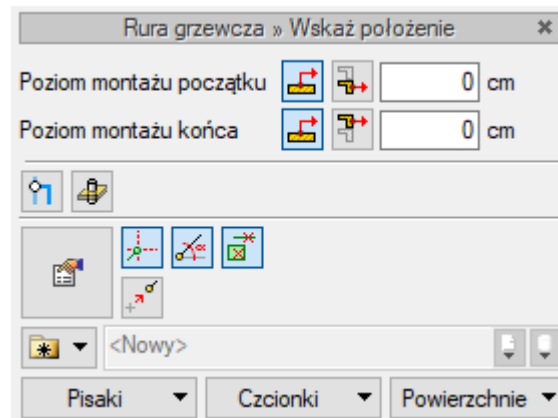 Rura grzewcza » Wskaż położenie
Poziom montażu początku 0 cm
Poziom montażu końca 0 cm
<Nowy>
Pisaki Czcionki Powierzchnie